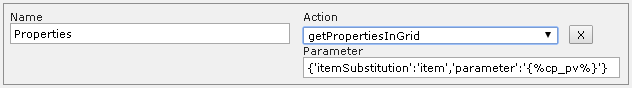 Name
Action
Properties
getPropertiesInGrid
X
Parameter
{'itemSubstitution':'item','parameter':'{%cp_pv%}'}